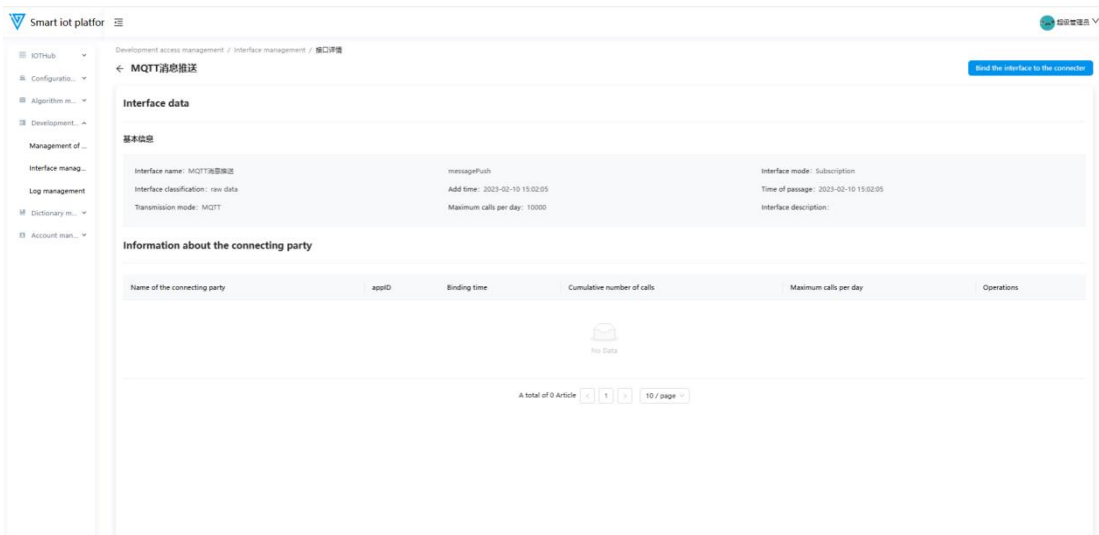 Smart iot platfor
超级管理员
IOTHub
Configuratio...
Algorithm m...
Development...
Management of ...
Interface manag...
Log management
Dictionary m...
Account man...
Development access management / Interface management / 接口详情
← MQTT消息推送
Bind the interface to the connecter
Interface data
基本信息
Interface name: MQTT消息推送 messagePush Interface mode: Subscription
Interface classification: raw data Add time: 2023-02-10 15:02:05 Time of passage: 2023-02-10 15:02:05
Transmission mode: MQTT Maximum calls per day: 10000 Interface description:
Information about the connecting party
Name of the connecting party appID Binding time Cumulative number of calls Maximum calls per day Operations
No Data
A total of 0 Article < 1 > 10 / page